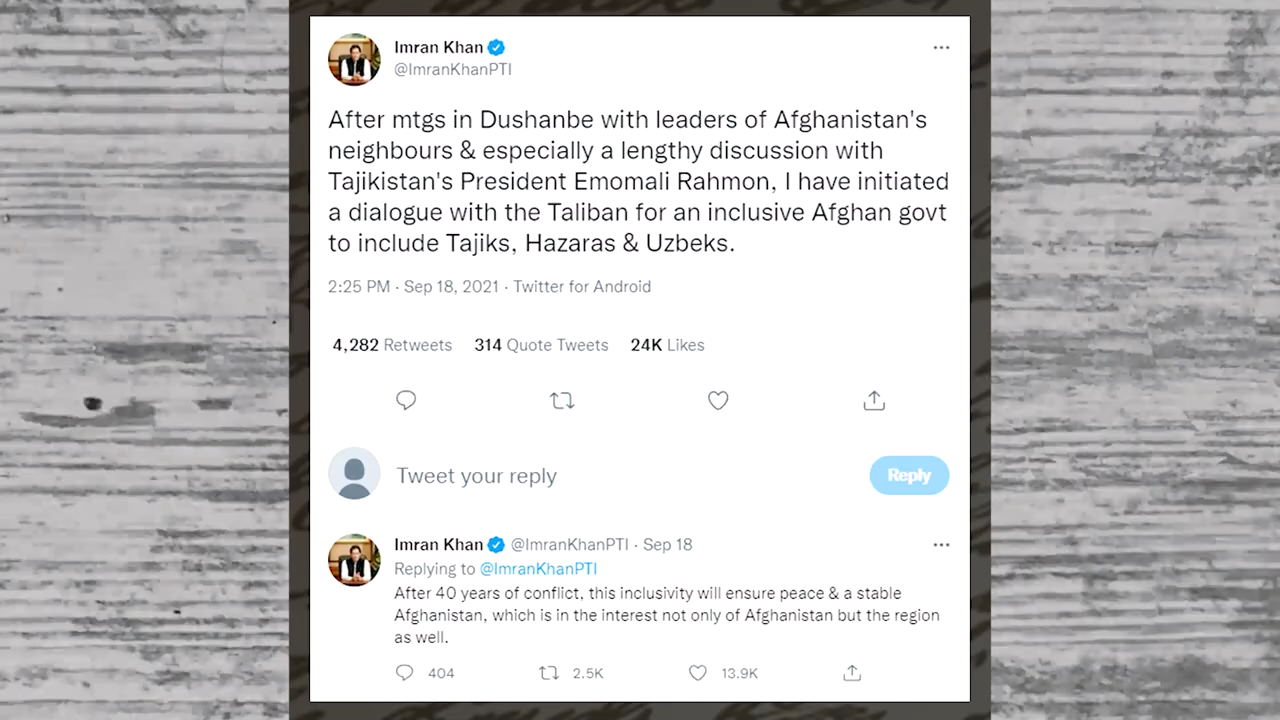 Imran Khan
@ImranKhanPTI
After mtgs in Dushanbe with leaders of Afghanistan's
neighbours & especially a lengthy discussion with
Tajikistan's President Emomali Rahmon, I have initiated
a dialogue with the Taliban for an inclusive Afghan govt
to include Tajiks, Hazaras & Uzbeks.
2:25 PM · Sep 18, 2021 · Twitter for Android
4,282 Retweets 314 Quote Tweets 24K Likes
Tweet your reply Reply
Imran Khan @ImranKhanPTI · Sep 18
Replying to @ImranKhanPTI
After 40 years of conflict, this inclusivity will ensure peace & a stable
Afghanistan, which is in the interest not only of Afghanistan but the region
as well.
404 2.5K 13.9K